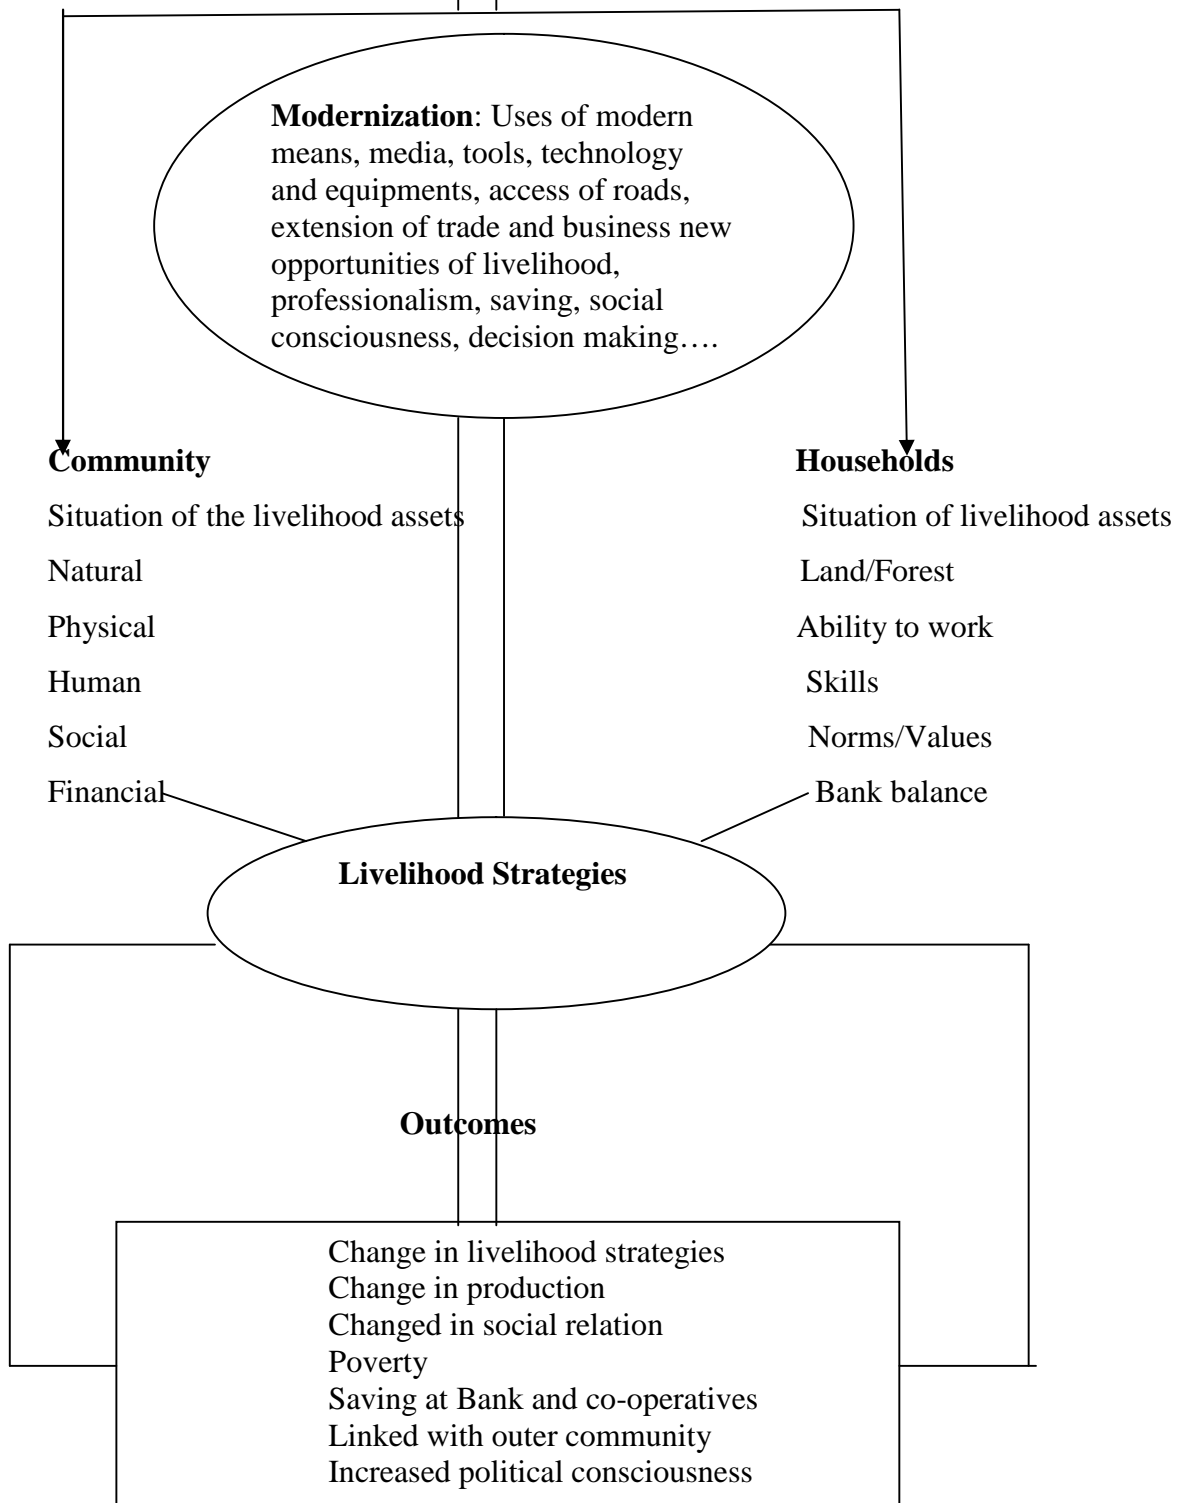 Modernization: Uses of modern
means, media, tools, technology
and equipments, access of roads,
extension of trade and business new
opportunities of livelihood,
professionalism, saving, social
consciousness, decision making….
Community
Situation of the livelihood assets
Natural
Physical
Human
Social
Financial
Households
Situation of livelihood assets
Land/Forest
Ability to work
Skills
Norms/Values
Bank balance
Livelihood Strategies
Outcomes
Change in livelihood strategies
Change in production
Changed in social relation
Poverty
Saving at Bank and co-operatives
Linked with outer community
Increased political consciousness